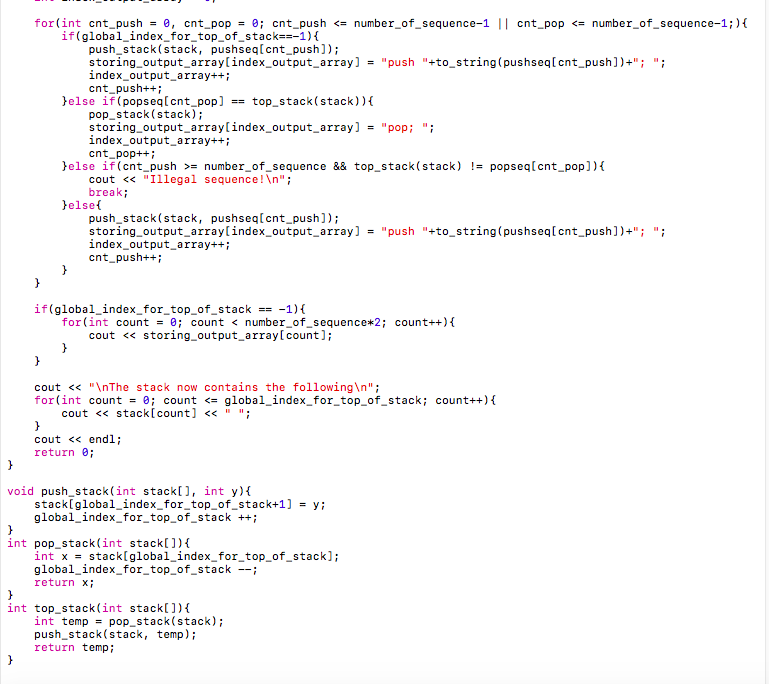 for(int cnt_push = 0, cnt_pop = 0; cnt_push <= number_of_sequence-1 || cnt_pop <= number_of_sequence-1;){
if(global_index_for_top_of_stack==-1){
push_stack(stack, pushseq[cnt_push]);
storing_output_array[index_output_array] = "push "+to_string(pushseq[cnt_push])+"; ";
index_output_array++;
cnt_push++;
}else if(popseq[cnt_pop] == top_stack(stack)){
pop_stack(stack);
storing_output_array[index_output_array] = "pop; ";
index_output_array++;
cnt_pop++;
}else if(cnt_push >= number_of_sequence && top_stack(stack) != popseq[cnt_pop]){
cout << "Illegal sequence!\n";
break;
}else{
push_stack(stack, pushseq[cnt_push]);
storing_output_array[index_output_array] = "push "+to_string(pushseq[cnt_push])+"; ";
index_output_array++;
cnt_push++;
}
}
if(global_index_for_top_of_stack == -1){
for(int count = 0; count < number_of_sequence*2; count++){
cout << storing_output_array[count];
}
}
cout << "\nThe stack now contains the following\n";
for(int count = 0; count <= global_index_for_top_of_stack; count++){
cout << stack[count] << " ";
}
cout << endl;
return 0;
}
void push_stack(int stack[], int y){
stack[global_index_for_top_of_stack+1] = y;
global_index_for_top_of_stack ++;
}
int pop_stack(int stack[]){
int x = stack[global_index_for_top_of_stack];
global_index_for_top_of_stack --;
return x;
}
int top_stack(int stack[]){
int temp = pop_stack(stack);
push_stack(stack, temp);
return temp;
}